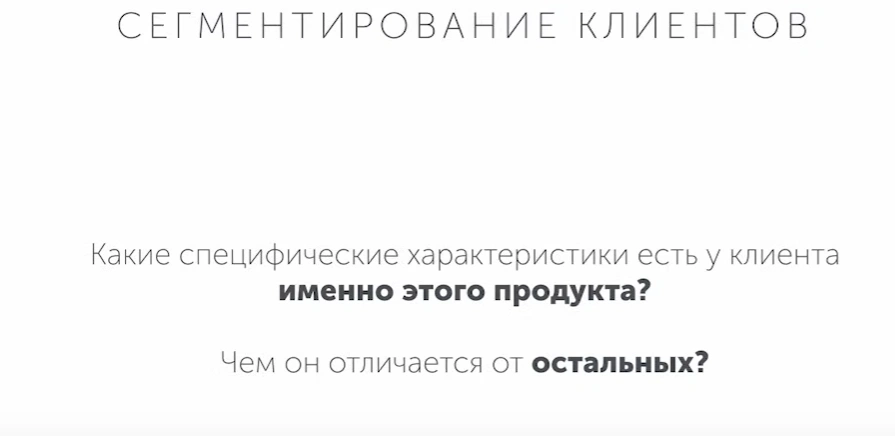 СЕГМЕНТИРОВАНИЕ КЛИЕНТОВ
Какие специфические характеристики есть у клиента
именно этого продукта?
Чем он отличается от остальных?